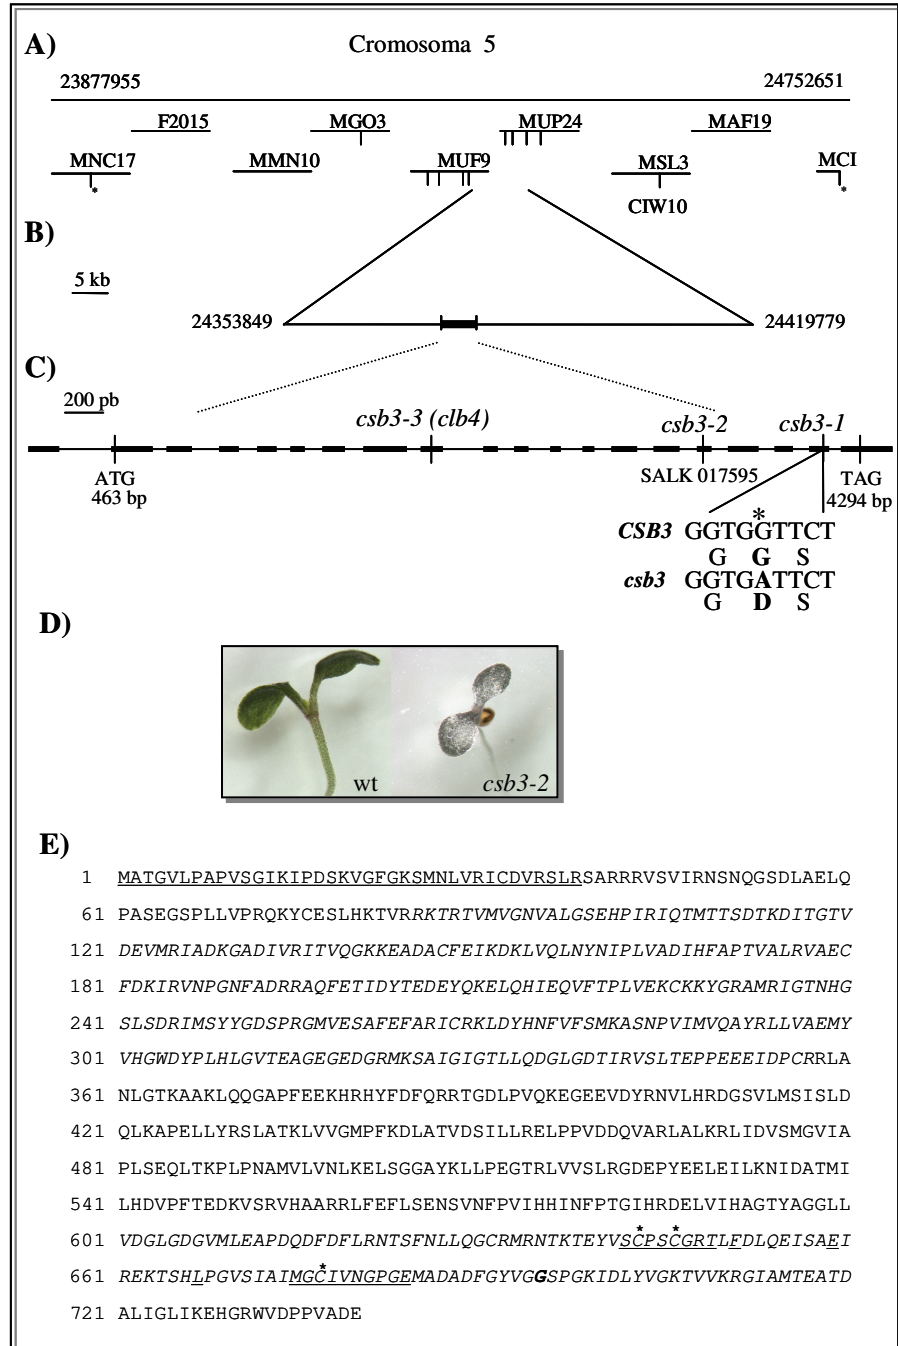 A)
Cromosoma 5
23877955 24752651
F2015 MGO3 MUP24 MAF19
MNC17 MMN10 MUF9 MSL3 MCI
* *
CIW10
B)
5 kb
24353849 24419779
C)
200 pb
csb3-3 (clb4) csb3-2 csb3-1
ATG SALK 017595 TAG
463 bp 4294 bp
*
CSB3 GGTGGTTCT
G G S
csb3 GGTGATTCT
G D S
D)
wt csb3-2
E)
1 MATGVLPAPVSGIKIPDSKVGFGKSMNLVRICDVRSLRSARRRVSVIRNSNQGSDLAELQ
61 PASEGSPLLVPRQKYCESLHKTVRRKTRTVMVGNVALGSEHPIRIQTMTTSDTKDITGTV
121 DEVMRIADKGADIVRITVQGKKEADACFEIKDKLVQLNYNIPLVADIHFAPTVALRVAEC
181 FDKIRVNPGNFADRRAQFETIDYTEDEYQKELQHIEQVFTPLVEKCKKYGRAMRIGTNHG
241 SLSDRIMSYYGDSPRGMVESAFEFARICRKLDYHNFVFSMKASNPVIMVQAYRLLVAEMY
301 VHGWDYPLHLGVTEAGEGEDGRMKSAIGIGTLLQDGLGDTIRVSLTEPPEEEIDPCRRLA
361 NLGTKAAKLQQGAPFEEKHRHYFDFQRRTGDLPVQKEGEEVDYRNVLHRDGSVLMSISLD
421 QLKAPELLYRSLATKLVVGMPFKDLATVDSILLRELPPVDDQVARLALKRLIDVSMGVIA
481 PLSEQLTKPLPNAMVLVNLKELSGGAYKLLPEGTRLVVSLRGDEPYEELEILKNIDATMI
541 LHDVPFTEDKVSRVHAARRLFEFLSENSVNFPVIHHINFPTGIHRDELVIHAGTYAGGLL
* *
601 VDGLGDGVMLEAPDQDFDFLRNTSFNLLQGCRMRNTKTEYVSCPSCGRTLFDLQEISAEI
*
661 REKTSHLPGVSIAIMGCIVNGPGEMADADFGYVGGSPGKIDLYVGKTVVKRGIAMTEATD
721 ALIGLIKEHGRWVDPPVADE